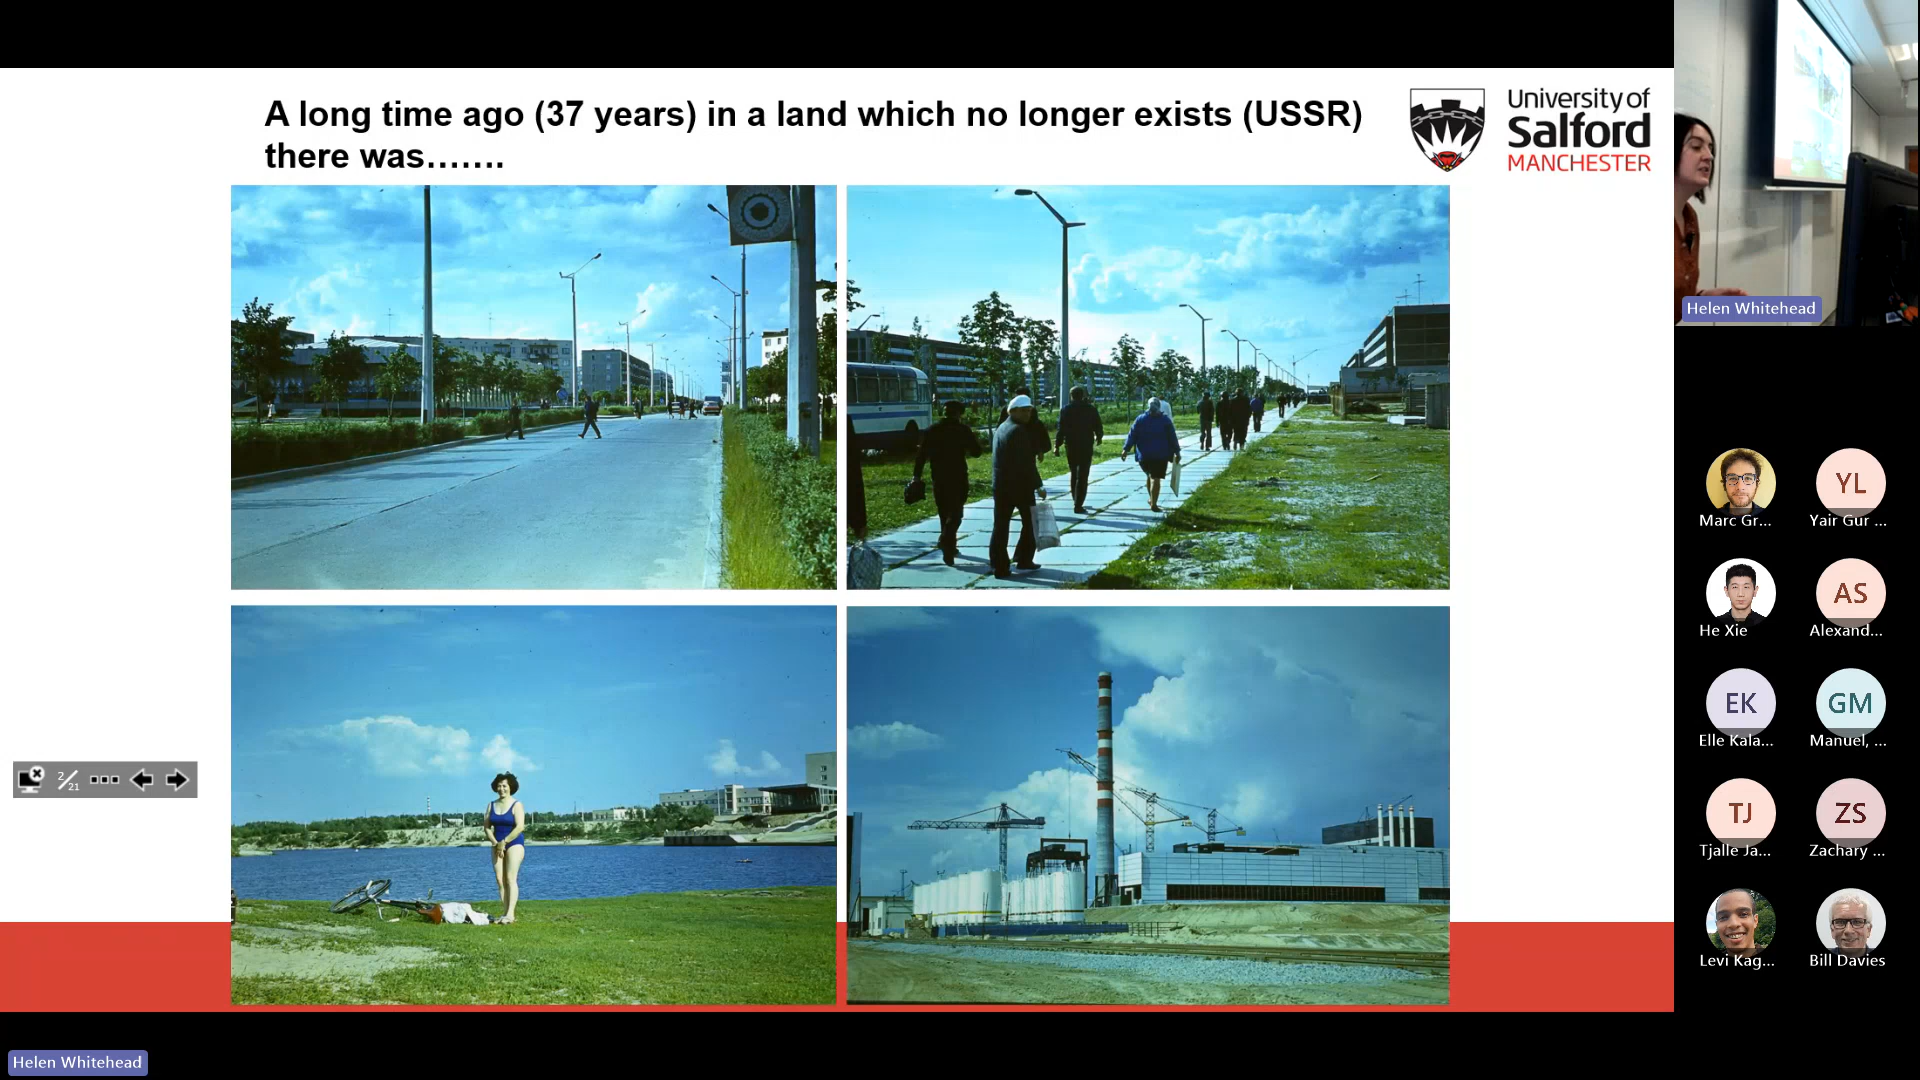 A long time ago (37 years) in a land which no longer exists (USSR)
there was…….
University of
Salford
MANCHESTER
Helen Whitehead
Marc Gr...
YL
Yair Gur ...
He Xie
AS
Alexand...
EK
Elle Kala...
GM
Manuel, ...
TJ
Tjalle Ja...
ZS
Zachary ...
Levi Kag...
Bill Davies
2/21
Helen Whitehead